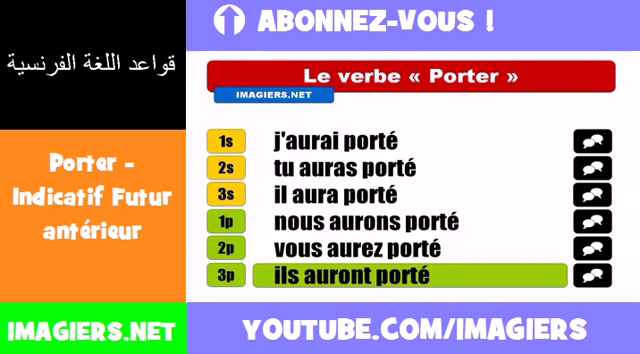 ABONNEZ-VOUS !
قواعد اللغة الفرنسية
Le verbe « Porter »
IMAGIERS.NET
1s j'aurai porté
2s tu auras porté
3s il aura porté
1p nous aurons porté
2p vous aurez porté
3p ils auront porté
Porter -
Indicatif Futur
antérieur
IMAGIERS.NET
YOUTUBE.COM/IMAGIERS